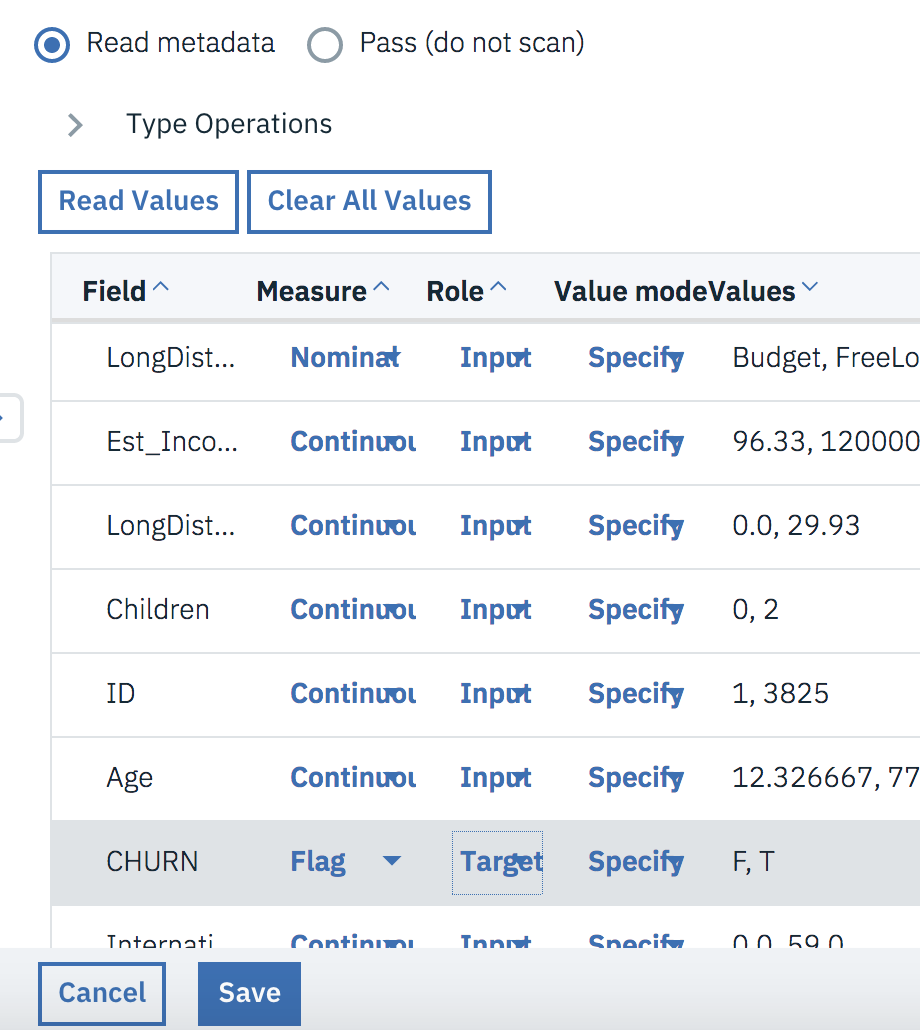 Read metadata Pass (do not scan)
Type Operations
Read Values Clear All Values
Field Measure Role Value mode Values
LongDist... Nominal Input Specify Budget, FreeLo
Est_Inco... Continuou Input Specify 96.33, 120000
LongDist... Continuou Input Specify 0.0, 29.93
Children Continuou Input Specify 0, 2
ID Continuou Input Specify 1, 3825
Age Continuou Input Specify 12.326667, 77
CHURN Flag Target Specify F, T
Internati Continuou Input Specify 0.0, 59.0
Cancel Save